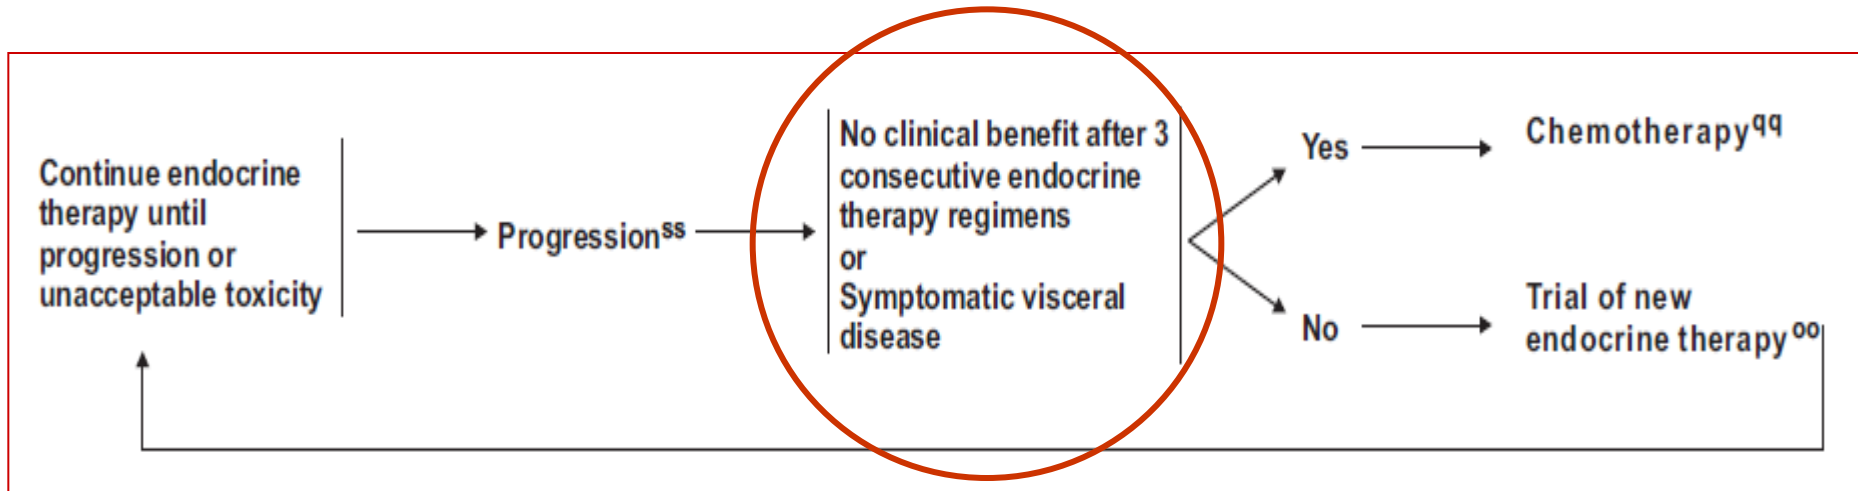 Continue endocrine
therapy until
progression or
unacceptable toxicity
Progressionss
No clinical benefit after 3
consecutive endocrine
therapy regimens
or
Symptomatic visceral
disease
Yes
Chemotherapyqq
No
Trial of new
endocrine therapyoo